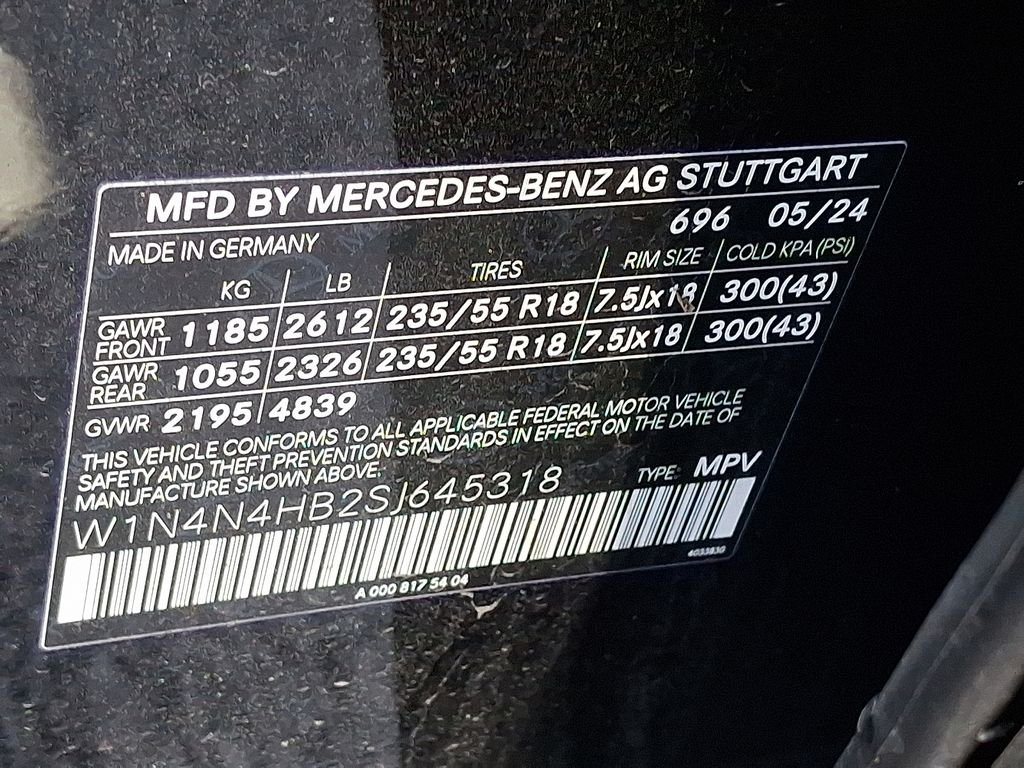 MFD BY MERCEDES-BENZ AG STUTTGART
696 05/24
MADE IN GERMANY
KG LB TIRES RIM SIZE COLD KPA (PSI)
GAWR FRONT 1185 2612 235/55 R18 7.5Jx18 300(43)
GAWR REAR 1055 2326 235/55 R18 7.5Jx18 300(43)
GVWR 2195 4839
THIS VEHICLE CONFORMS TO ALL APPLICABLE FEDERAL MOTOR VEHICLE
SAFETY AND THEFT PREVENTION STANDARDS IN EFFECT ON THE DATE OF
MANUFACTURE SHOWN ABOVE.
W1N4N4HB2SJ645318 TYPE: MPV
A 000 817 54 04
4033830